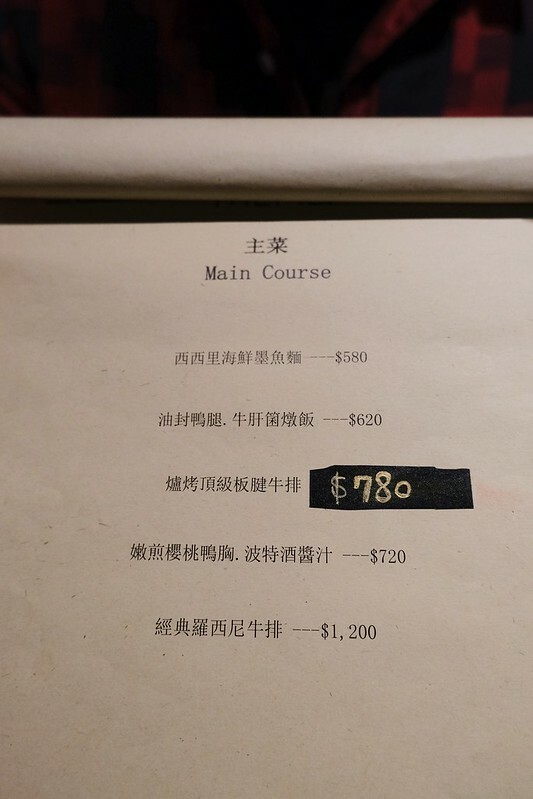 主菜
Main Course
西西里海鮮墨魚麵 ---$580
油封鴨腿.牛肝箘燉飯 ---$620
爐烤頂級板腱牛排 $780
嫩煎櫻桃鴨胸.波特酒醬汁 ---$720
經典羅西尼牛排 ---$1,200